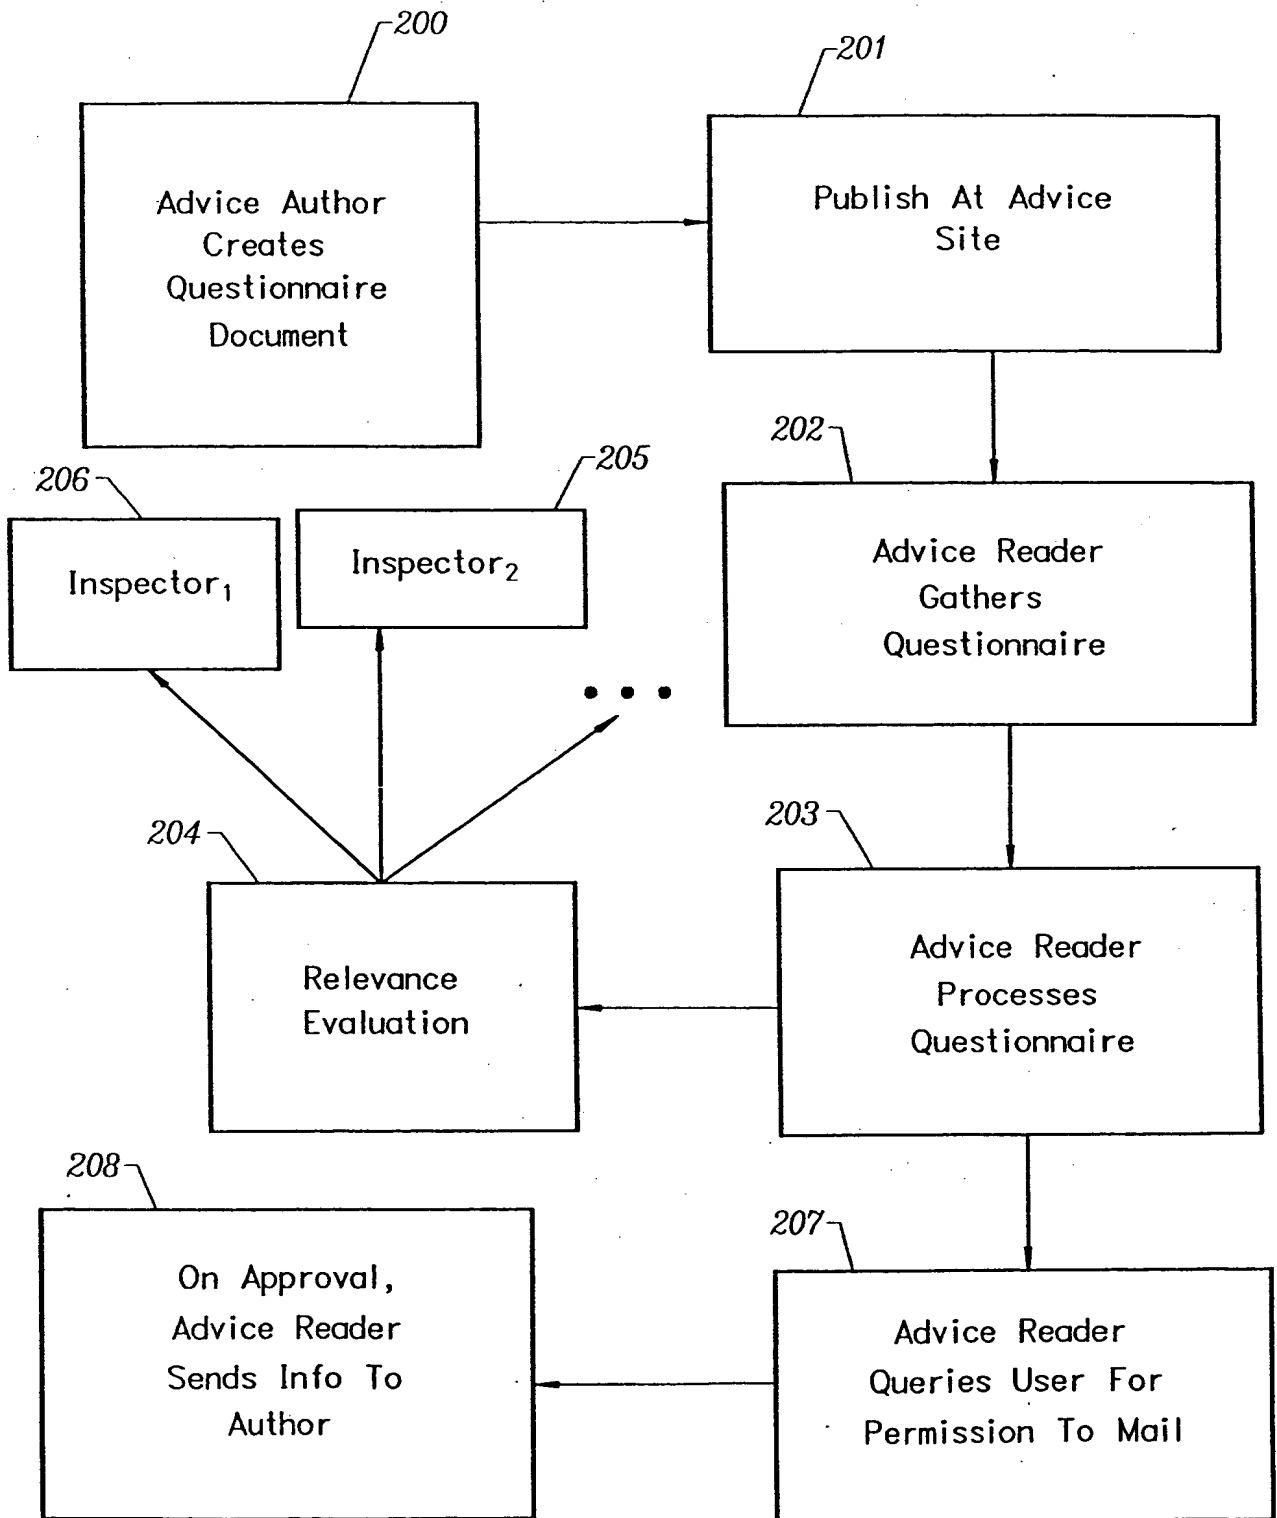 200
201
Advice Author
Creates
Questionnaire
Document
Publish At Advice
Site
202
205
206
Inspector₁
Inspector₂
Advice Reader
Gathers
Questionnaire
203
204
Relevance
Evaluation
Advice Reader
Processes
Questionnaire
208
207
On Approval,
Advice Reader
Sends Info To
Author
Advice Reader
Queries User For
Permission To Mail